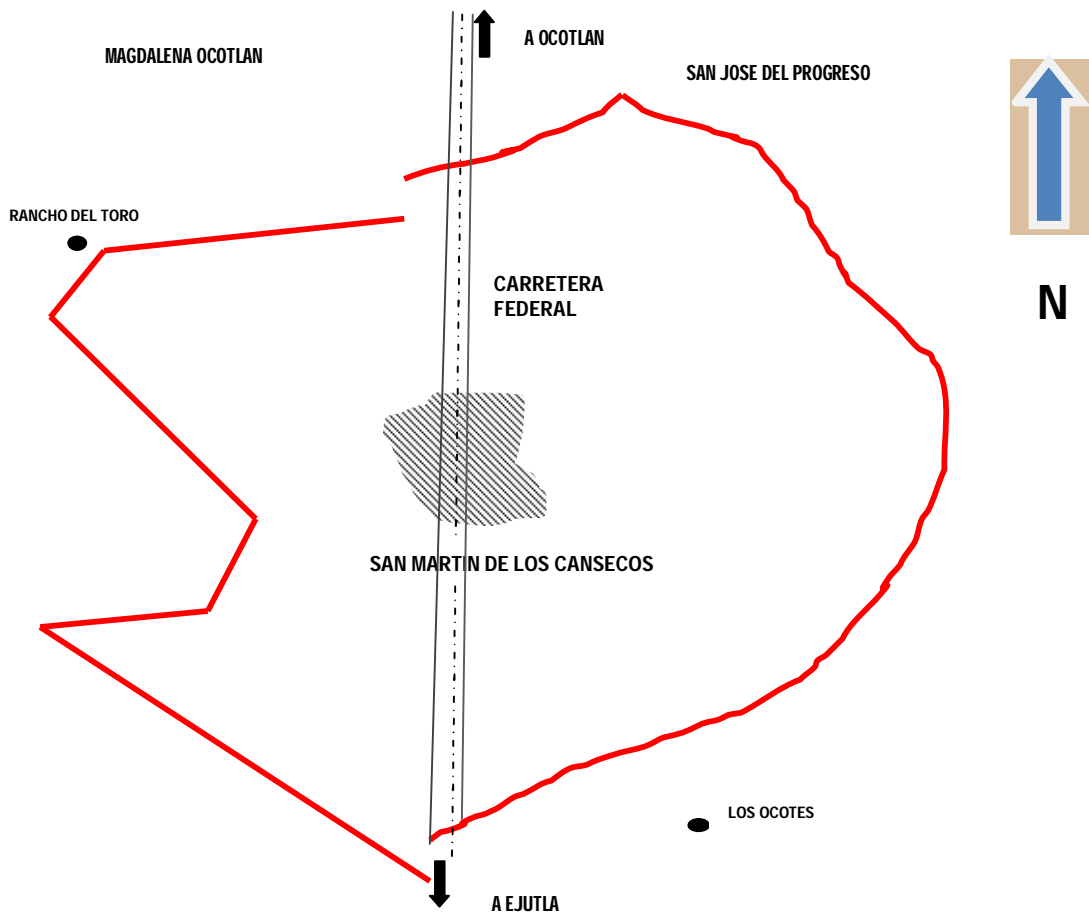 A OCOTLAN
MAGDALENA OCOTLAN
SAN JOSE DEL PROGRESO
RANCHO DEL TORO
CARRETERA
FEDERAL
N
SAN MARTIN DE LOS CANSECOS
LOS OCOTES
A EJUTLA